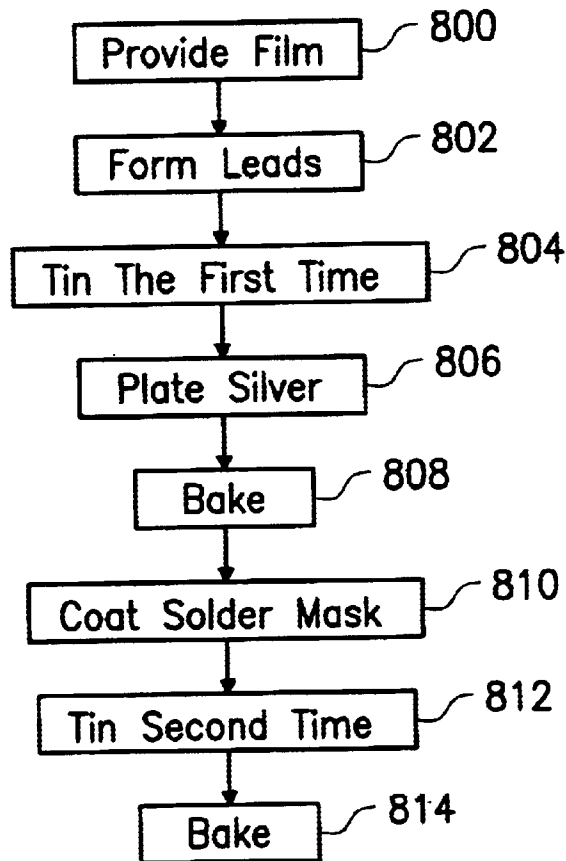 Provide Film 800
Form Leads 802
Tin The First Time 804
Plate Silver 806
Bake 808
Coat Solder Mask 810
Tin Second Time 812
Bake 814